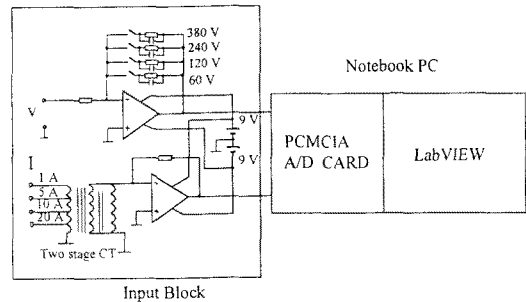 380 V
240 V
120 V
60 V
V
9 V
9 V
I
1 A
5 A
10 A
20 A
Two stage CT
Input Block
Notebook PC
PCMCIA
A/D CARD
LabVIEW